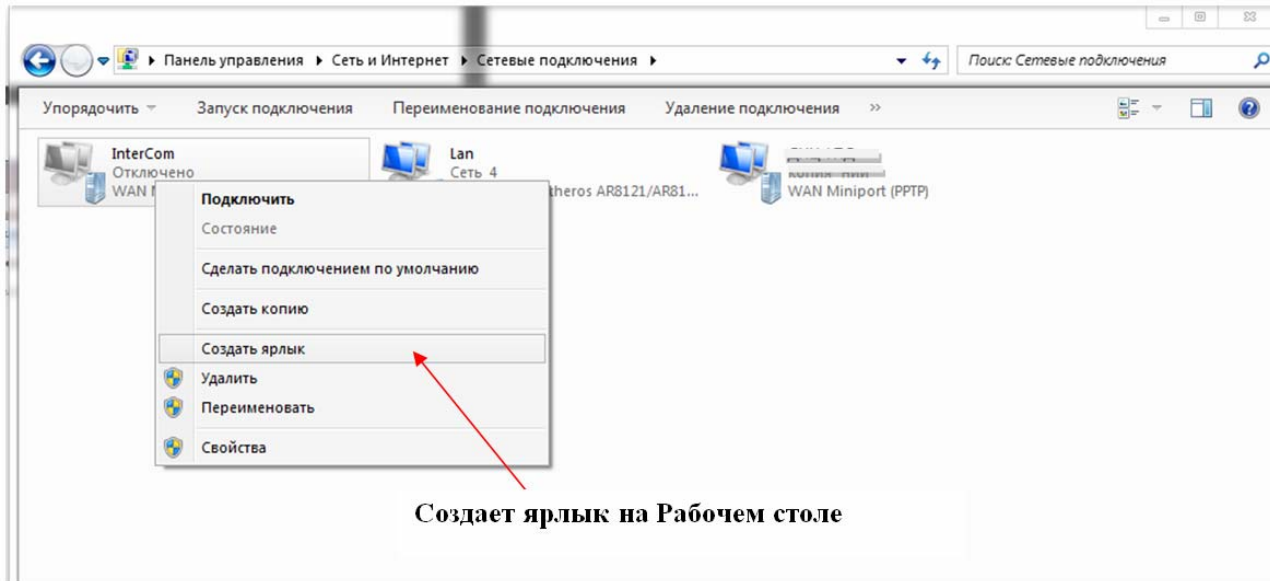 Панель управления ▸ Сеть и Интернет ▸ Сетевые подключения ▸
Поиск: Сетевые подключения
Упорядочить Запуск подключения Переименование подключения Удаление подключения »
InterCom
Отключено
WAN
Lan
Сеть 4
theros AR8121/AR81...
WAN Miniport (PPTP)
Подключить
Состояние
Сделать подключением по умолчанию
Создать копию
Создать ярлык
Удалить
Переименовать
Свойства
Создает ярлык на Рабочем столе